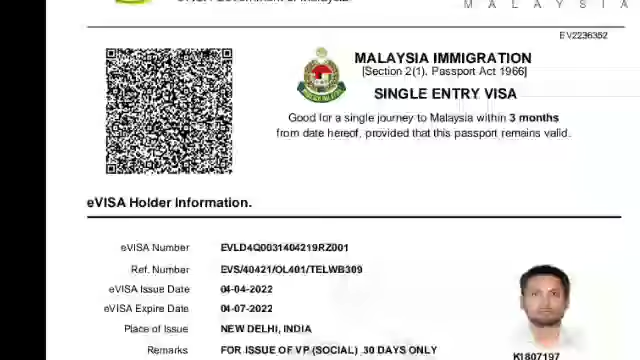 M A L A Y S I A
EV2236352
MALAYSIA IMMIGRATION
[Section 2(1), Passport Act 1966]
SINGLE ENTRY VISA
Good for a single journey to Malaysia within 3 months
from date hereof, provided that this passport remains valid.
eVISA Holder Information.
eVISA Number EVLD4Q0031404219RZ001
Ref. Number EVS/40421/OL401/TELWB309
eVISA Issue Date 04-04-2022
eVISA Expire Date 04-07-2022
Place of Issue NEW DELHI, INDIA
Remarks FOR ISSUE OF VP (SOCIAL) 30 DAYS ONLY
K1807197